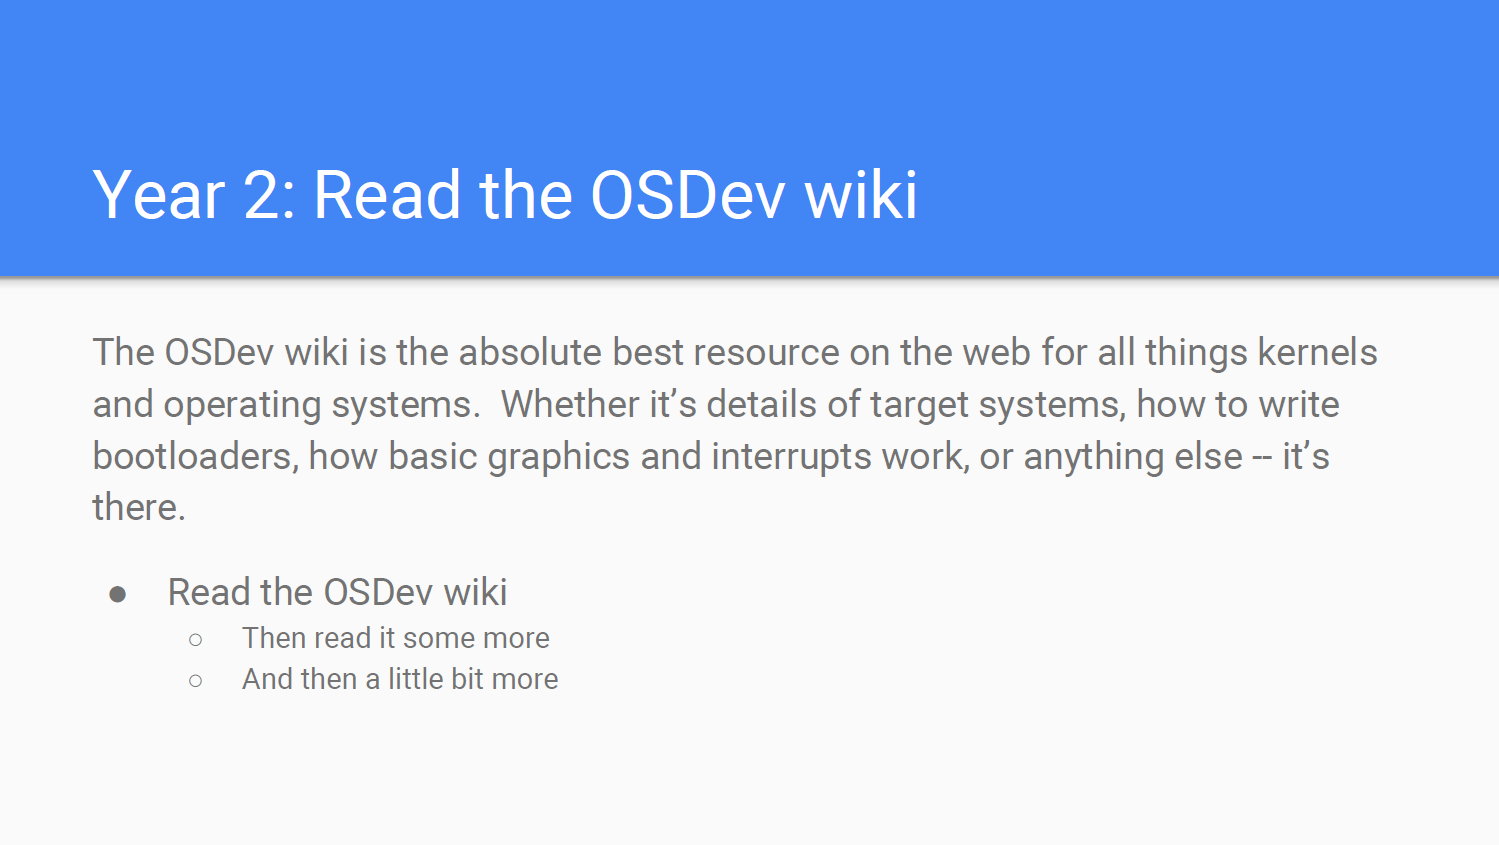 Year 2: Read the OSDev wiki
The OSDev wiki is the absolute best resource on the web for all things kernels
and operating systems.  Whether it’s details of target systems, how to write
bootloaders, how basic graphics and interrupts work, or anything else -- it’s
there.
● Read the OSDev wiki
○ Then read it some more
○ And then a little bit more